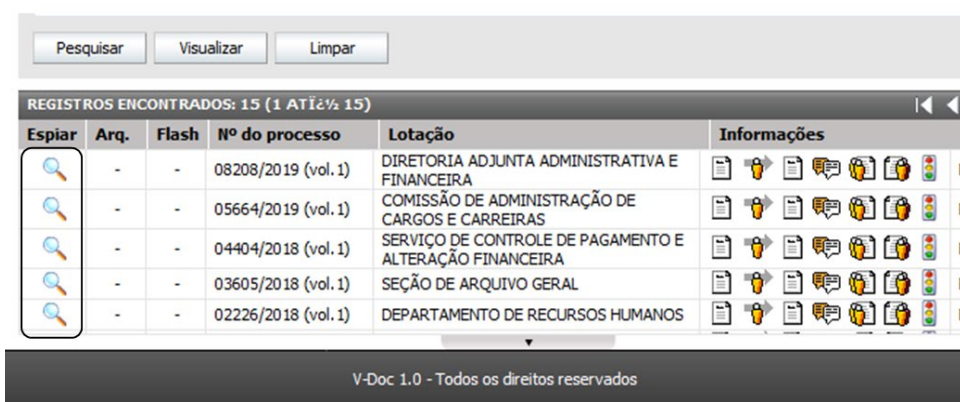 Pesquisar Visualizar Limpar
REGISTROS ENCONTRADOS: 15 (1 ATÏ¿½ 15)
Espiar Arq. Flash Nº do processo Lotação Informações
- - 08208/2019 (vol.1) DIRETORIA ADJUNTA ADMINISTRATIVA E
FINANCEIRA
- - 05664/2019 (vol.1) COMISSÃO DE ADMINISTRAÇÃO DE
CARGOS E CARREIRAS
- - 04404/2018 (vol.1) SERVIÇO DE CONTROLE DE PAGAMENTO E
ALTERAÇÃO FINANCEIRA
- - 03605/2018 (vol.1) SEÇÃO DE ARQUIVO GERAL
- - 02226/2018 (vol.1) DEPARTAMENTO DE RECURSOS HUMANOS
V-Doc 1.0 - Todos os direitos reservados